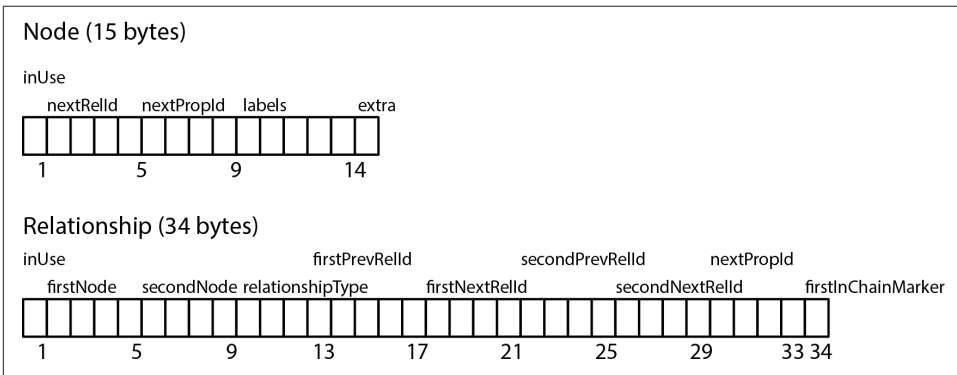 Node (15 bytes)
inUse
nextRelId nextPropId labels extra
1 5 9 14
Relationship (34 bytes)
inUse firstPrevRelId secondPrevRelId nextPropId
firstNode secondNode relationshipType firstNextRelId secondNextRelId firstInChainMarker
1 5 9 13 17 21 25 29 33 34